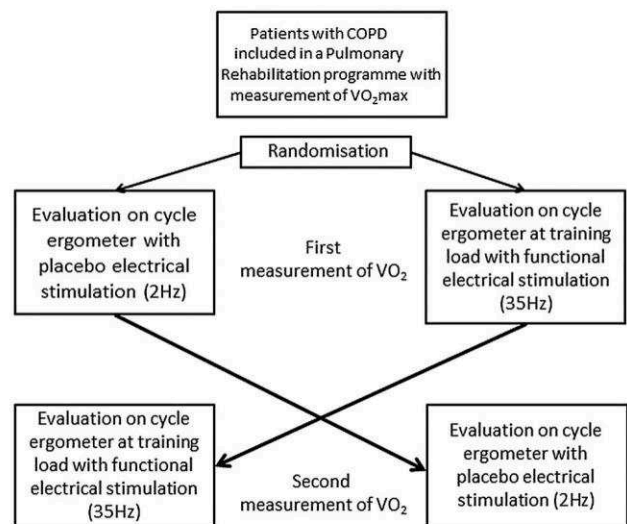 Patients with COPD
included in a Pulmonary
Rehabilitation programme with
measurement of VO₂max
Randomisation
Evaluation on cycle
ergometer with
placebo electrical
stimulation (2Hz)
First
measurement of VO₂
Evaluation on cycle
ergometer at training
load with functional
electrical stimulation
(35Hz)
Evaluation on cycle
ergometer at training
load with functional
electrical stimulation
(35Hz)
Second
measurement of VO₂
Evaluation on cycle
ergometer with
placebo electrical
stimulation (2Hz)